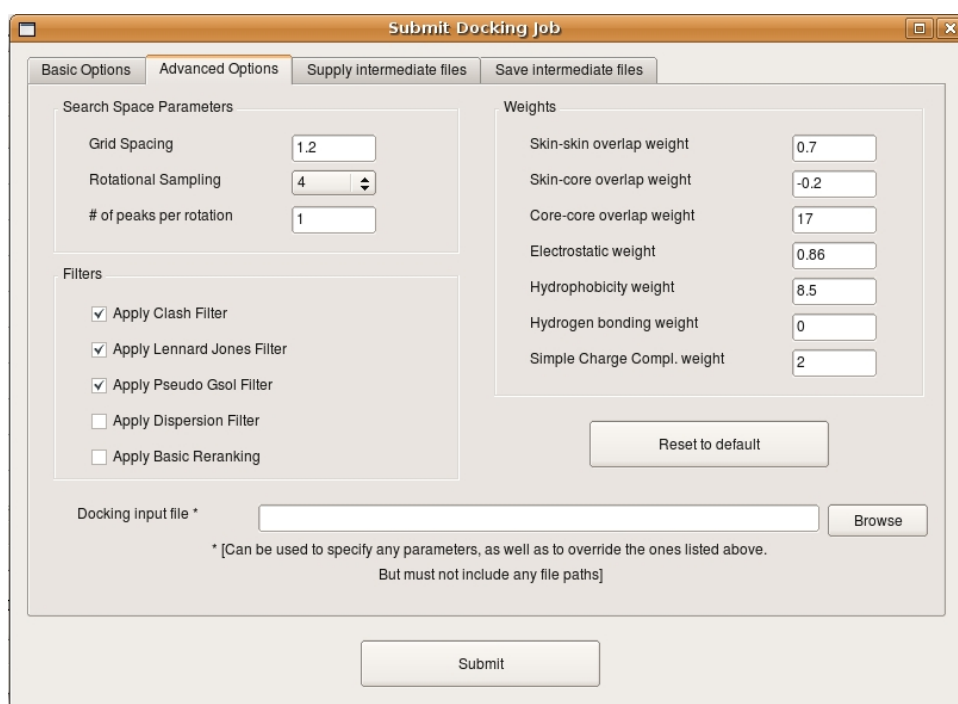 Submit Docking Job
Basic Options
Advanced Options
Supply intermediate files
Save intermediate files
Search Space Parameters
Grid Spacing 1.2
Rotational Sampling 4
# of peaks per rotation 1
Filters
Apply Clash Filter
Apply Lennard Jones Filter
Apply Pseudo Gsol Filter
Apply Dispersion Filter
Apply Basic Reranking
Weights
Skin-skin overlap weight 0.7
Skin-core overlap weight -0.2
Core-core overlap weight 17
Electrostatic weight 0.86
Hydrophobicity weight 8.5
Hydrogen bonding weight 0
Simple Charge Compl. weight 2
Reset to default
Docking input file *
Browse
* [Can be used to specify any parameters, as well as to override the ones listed above.
But must not include any file paths]
Submit